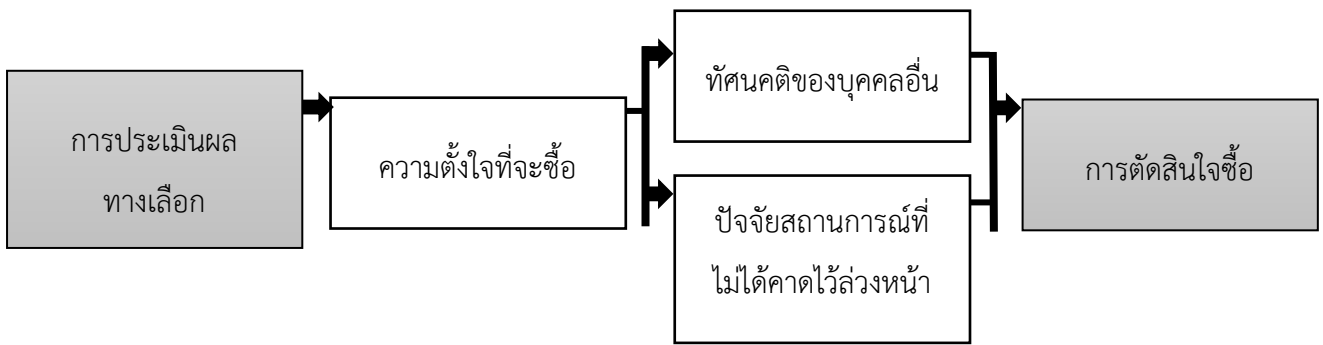 การประเมินผล
ทางเลือก
ความตั้งใจที่จะซื้อ
ทัศนคติของบุคคลอื่น
ปัจจัยสถานการณ์ที่
ไม่ได้คาดไว้ล่วงหน้า
การตัดสินใจซื้อ